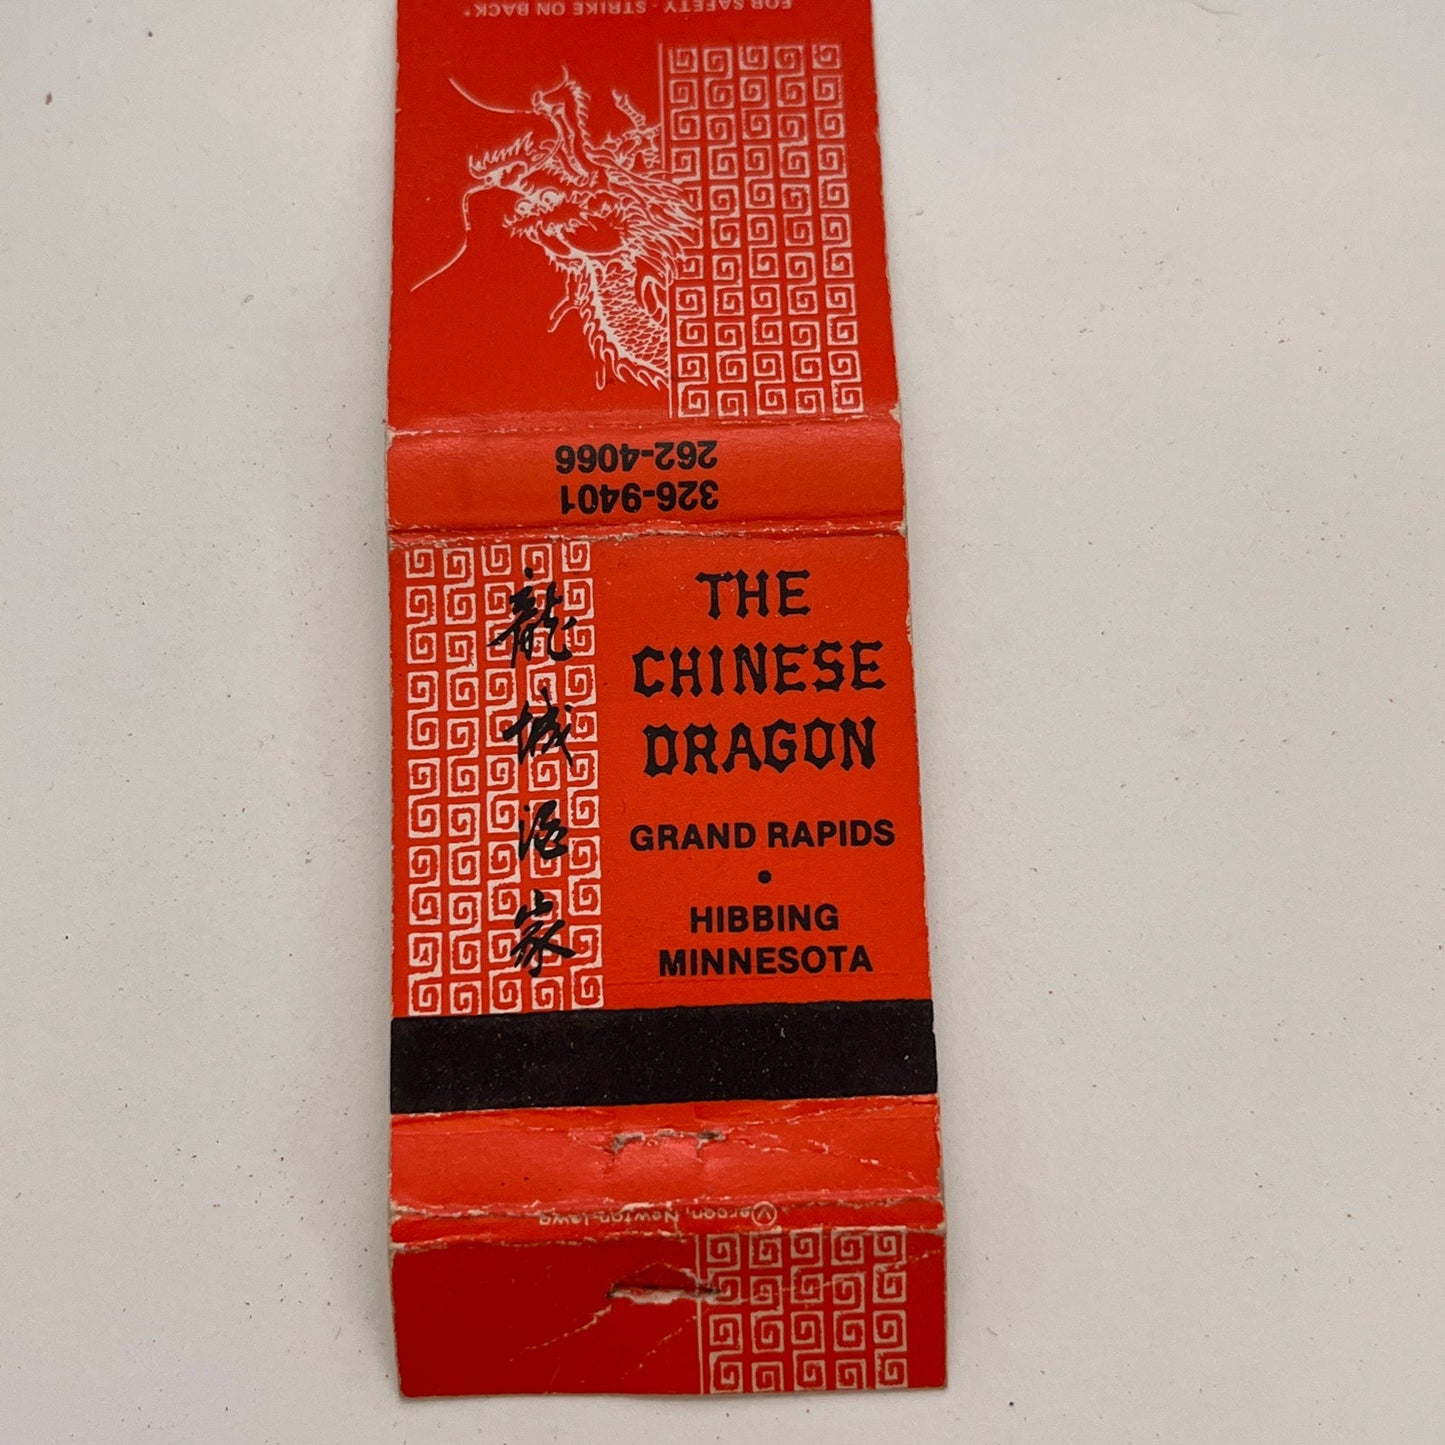 FOR SAFETY - STRIKE ON BACK
262-4066
326-9401
THE
CHINESE
DRAGON
GRAND RAPIDS
•
HIBBING
MINNESOTA
龍城酒家
Newton, Iowa